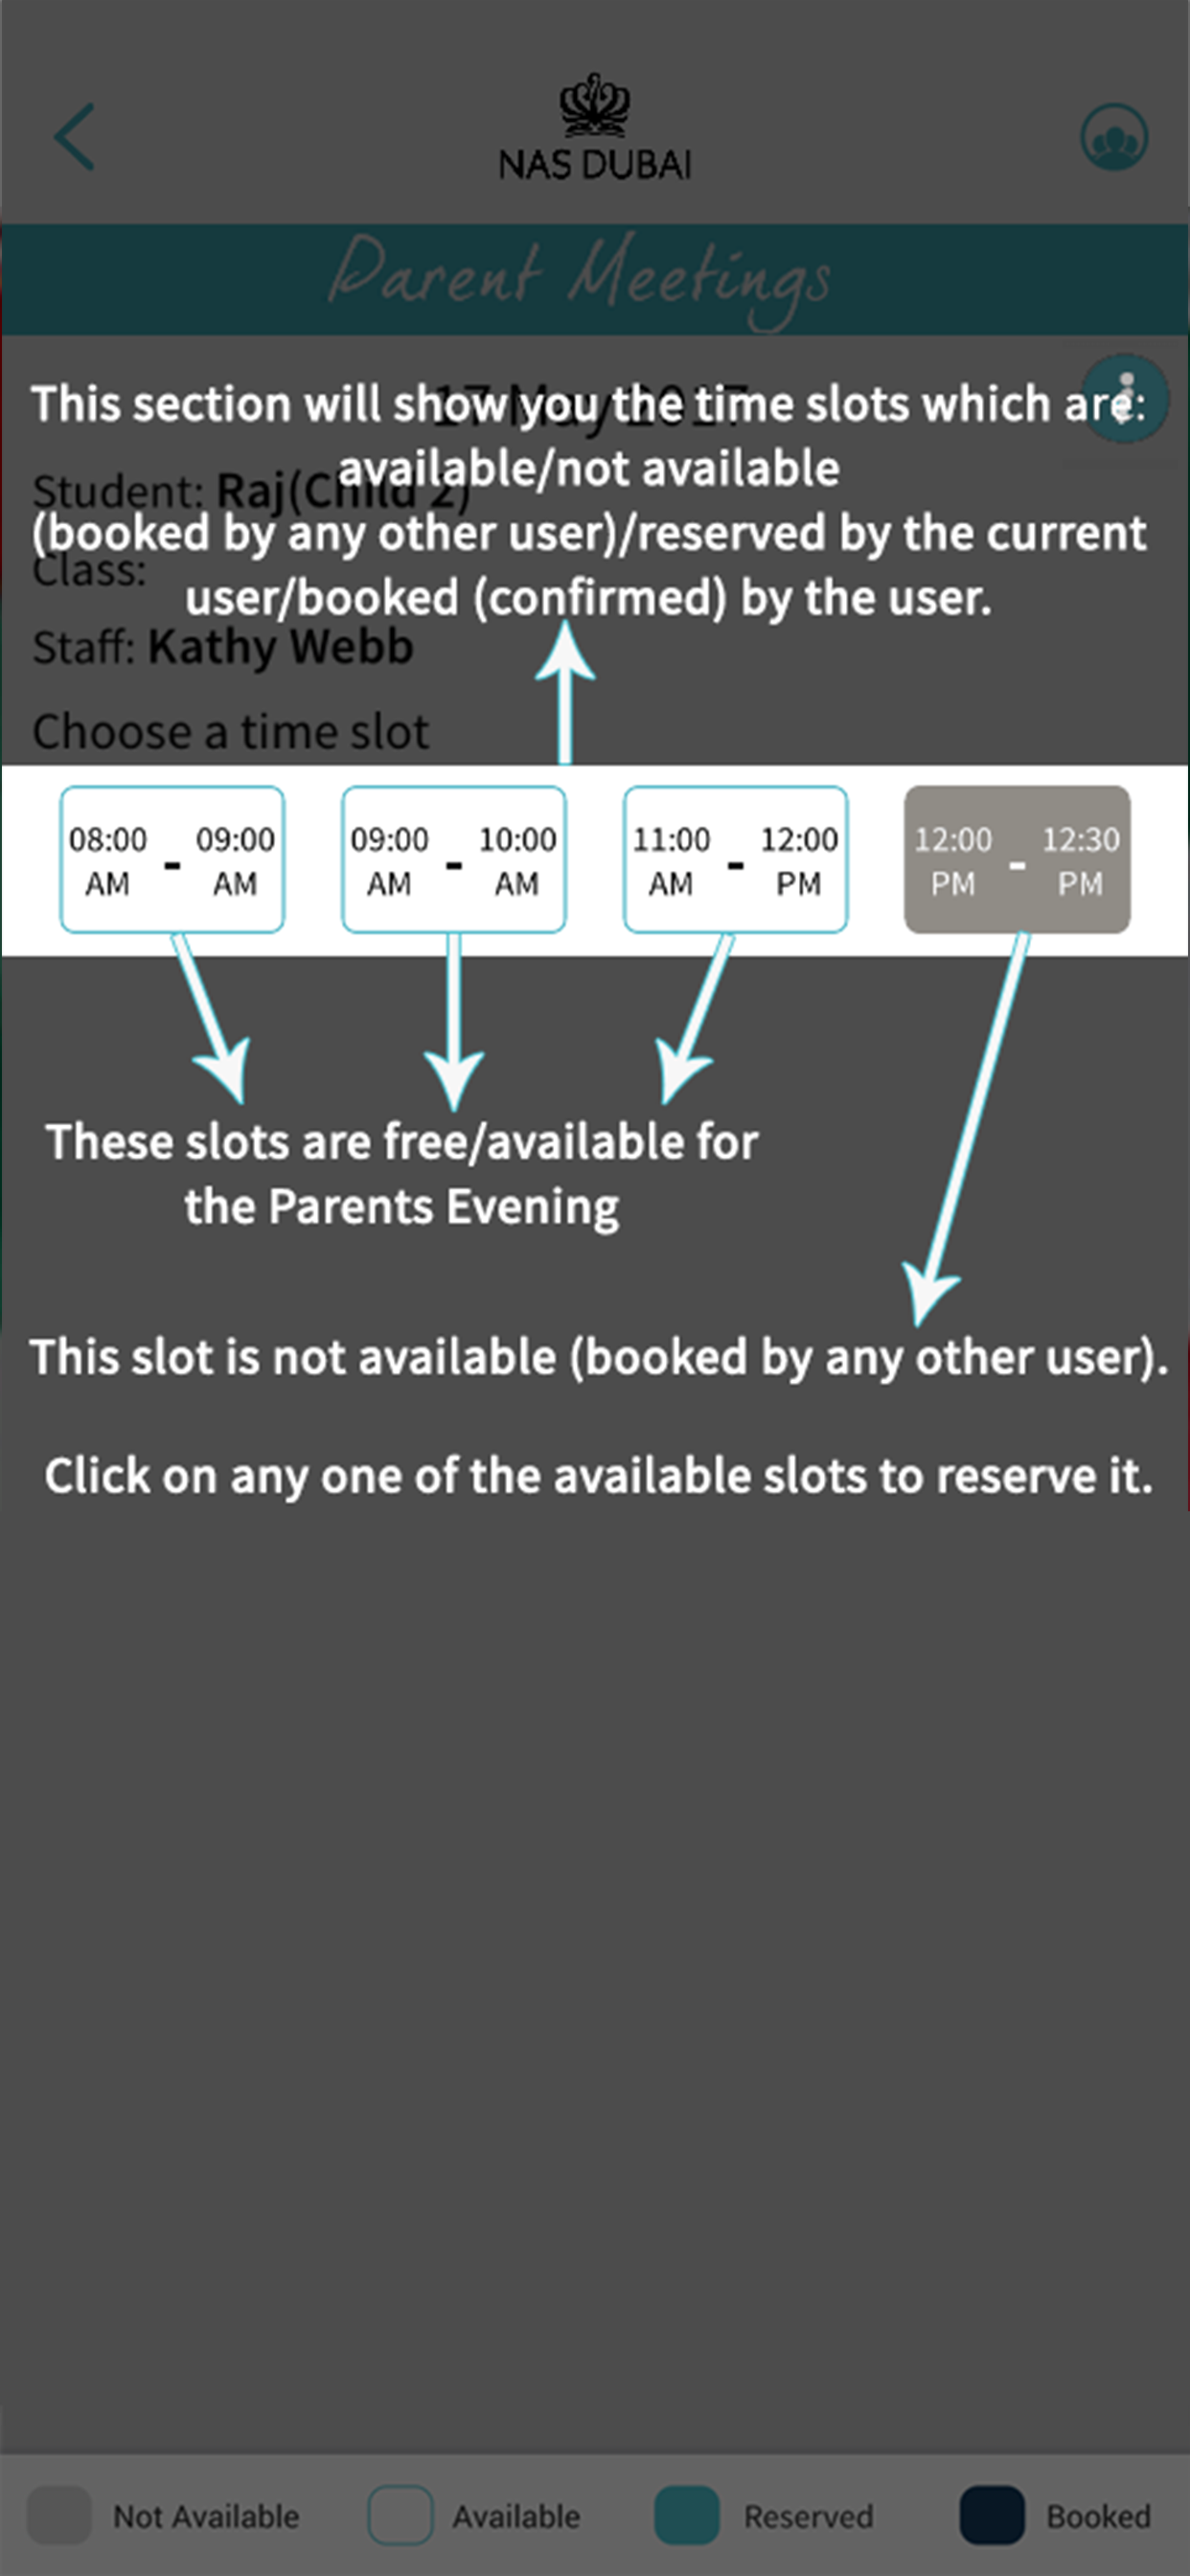 NAS DUBAI
Parent Meetings
17 May 2017
This section will show you the time slots which are:
available/not available
(booked by any other user)/reserved by the current
user/booked (confirmed) by the user.
Student: Raj(Child 2)
Class:
Staff: Kathy Webb
Choose a time slot
08:00 AM - 09:00 AM
09:00 AM - 10:00 AM
11:00 AM - 12:00 PM
12:00 PM - 12:30 PM
These slots are free/available for
the Parents Evening
This slot is not available (booked by any other user).
Click on any one of the available slots to reserve it.
Not Available
Available
Reserved
Booked